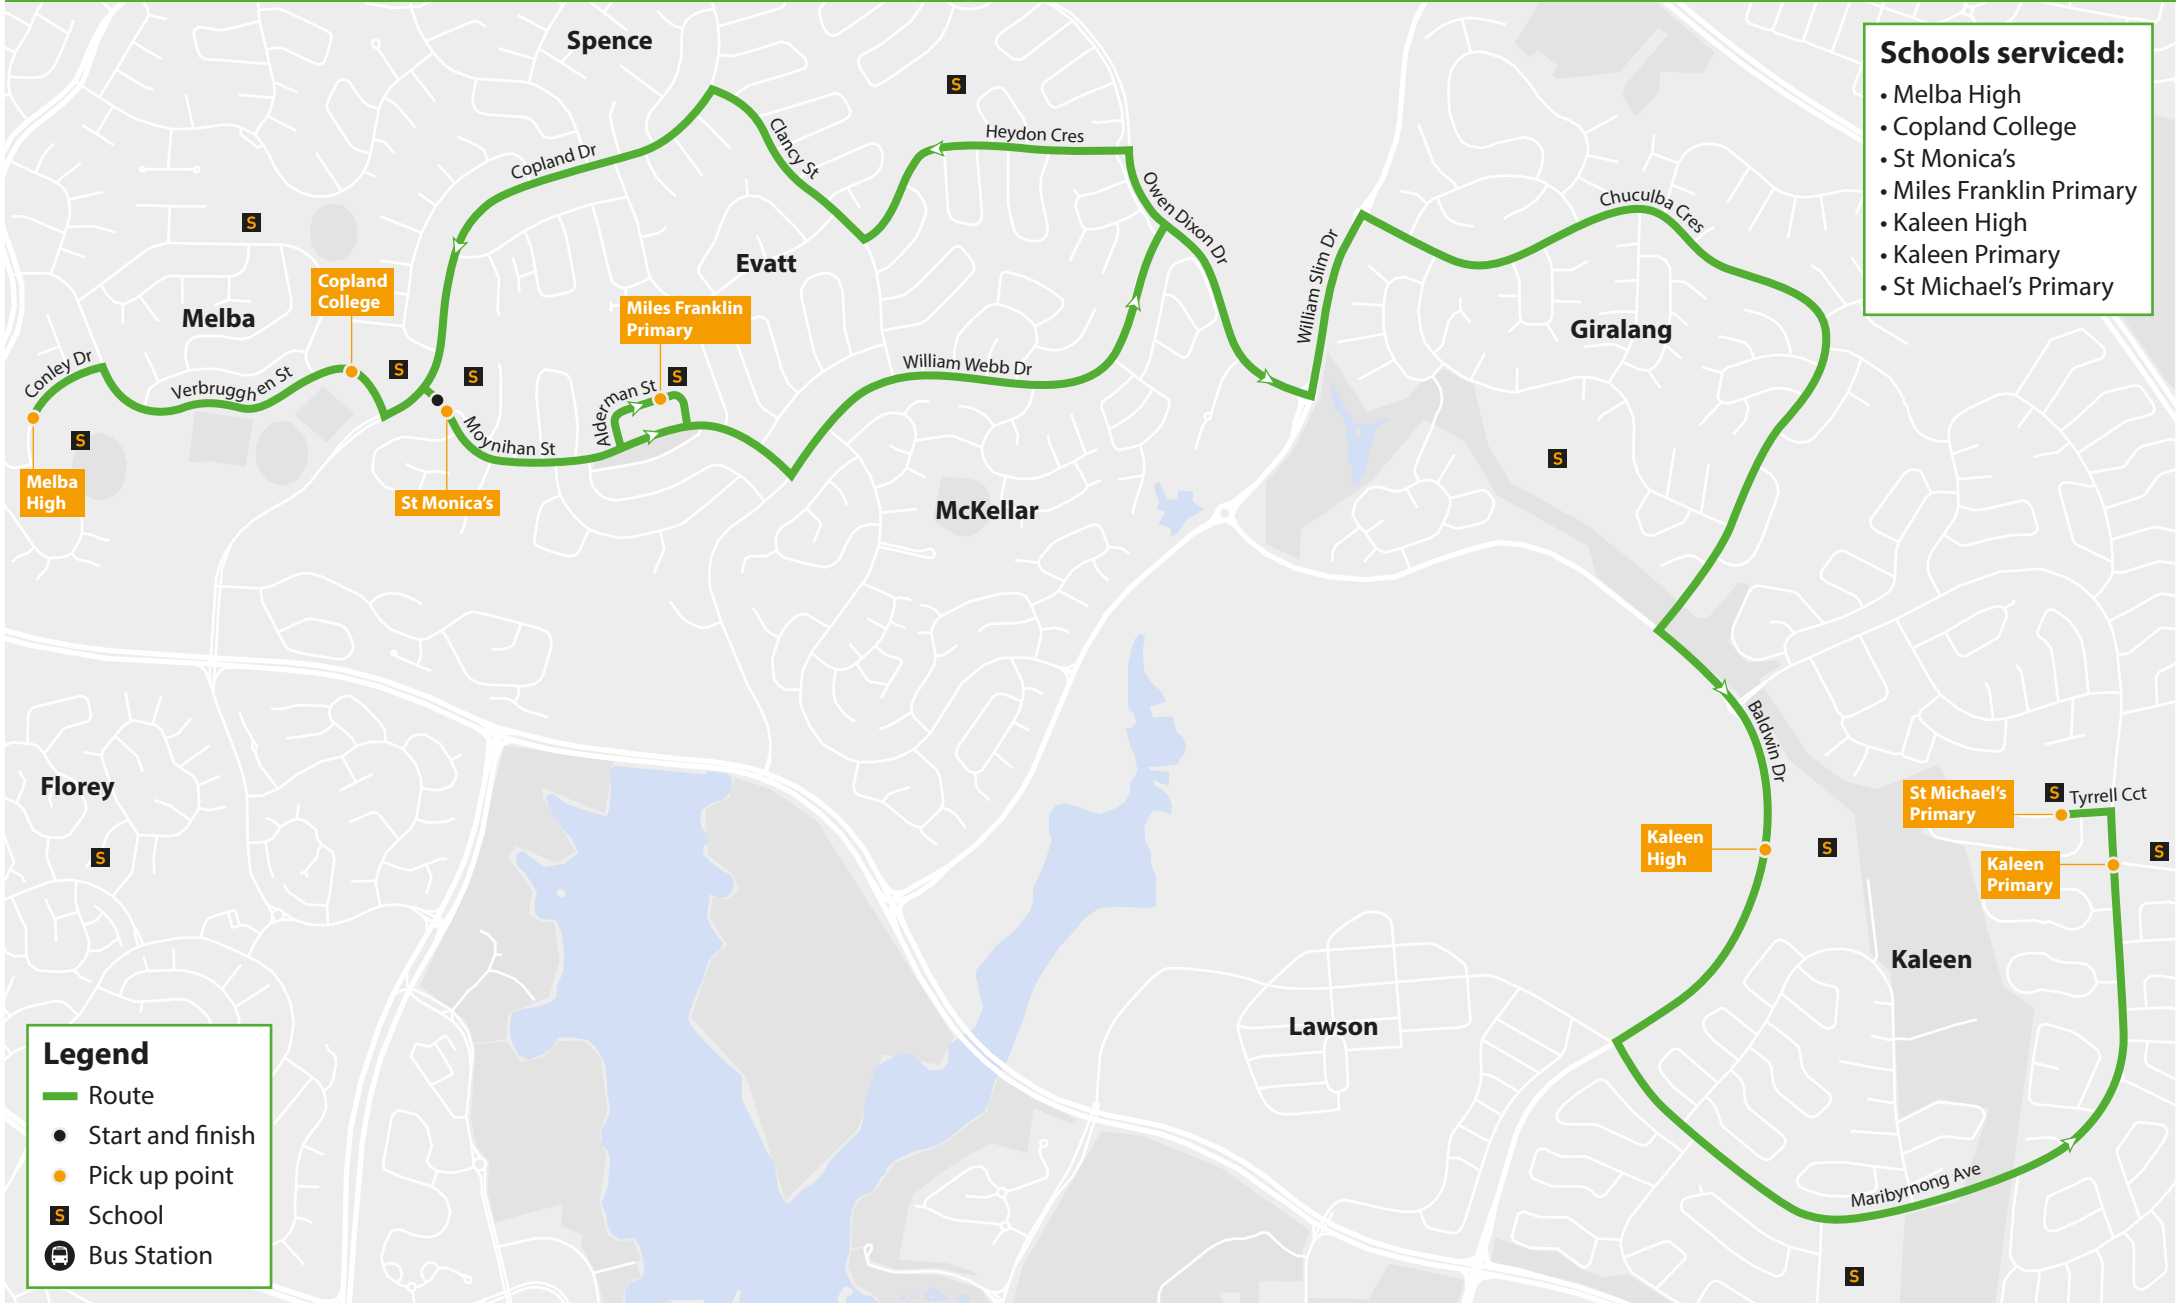 Spence
Schools serviced:
• Melba High
• Copland College
• St Monica's
• Miles Franklin Primary
• Kaleen High
• Kaleen Primary
• St Michael's Primary
S
Clancy St
Heydon Cres
Copland Dr
Owen Dixon Dr
Chuculba Cres
S
William Slim Dr
Evatt
Copland
College
Miles Franklin
Primary
Melba
Giralang
Conley Dr
Verbrugghen St
S
S
S
William Webb Dr
Alderman St
Moynihan St
S
S
Melba
High
St Monica's
McKellar
Baldwin Dr
Florey
St Michael's
Primary
S
Tyrrell Cct
Kaleen
High
S
S
S
Kaleen
Primary
Kaleen
Lawson
Legend
Route
Start and finish
Pick up point
S
School
Bus Station
Maribyrnong Ave
S